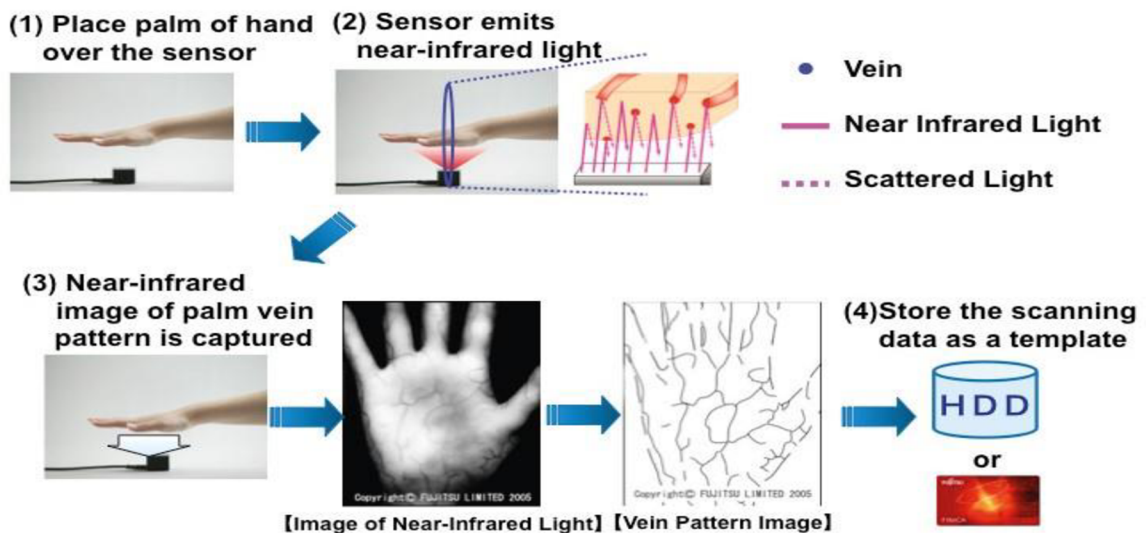 (1) Place palm of hand
over the sensor
(2) Sensor emits
near-infrared light
Vein
Near Infrared Light
Scattered Light
(3) Near-infrared
image of palm vein
pattern is captured
Copyright© FUJITSU LIMITED 2005
【Image of Near-Infrared Light】
Copyright© FUJITSU LIMITED 2005
【Vein Pattern Image】
(4)Store the scanning
data as a template
HDD
or
FUJITSU